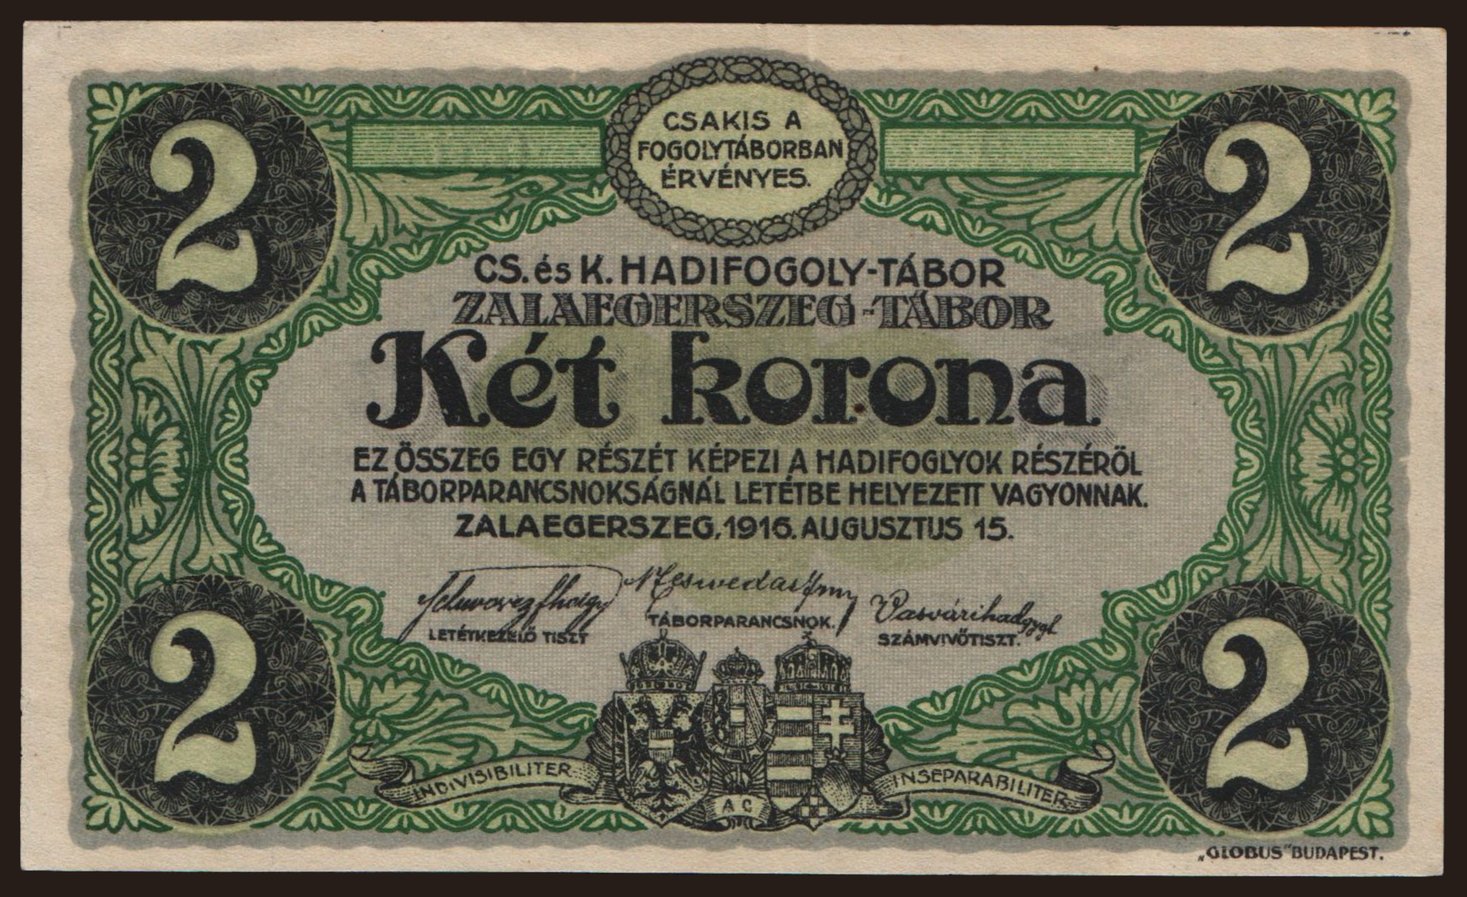 2
2
CSAKIS A
FOGOLYTÁBORBAN
ÉRVÉNYES.
CS. és K. HADIFOGOLY-TÁBOR
ZALAEGERSZEG-TÁBOR
Két korona
EZ ÖSSZEG EGY RÉSZÉT KÉPEZI A HADIFOGLYOK RÉSZÉRŐL
A TÁBORPARANCSNOKSÁGNÁL LETÉTBE HELYEZETT VAGYONNAK.
ZALAEGERSZEG, 1916. AUGUSZTUS 15.
LETÉTKEZELŐ TISZT
TÁBORPARANCSNOK.
SZÁMVIVŐTISZT.
2
2
INDIVISIBILITER
A C
INSEPARABILITER
„GLOBUS" BUDAPEST.